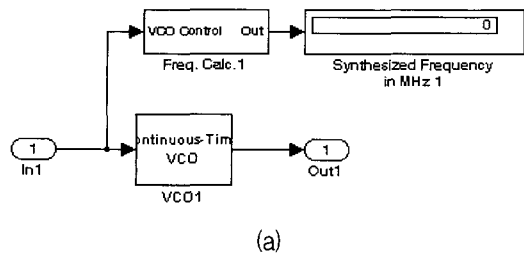 VCO Control Out
0
Freq. Calc.1
Synthesized Frequency
in MHz 1
1
In1
ontinuous-Tim
VCO
VCO1
1
Out1
(a)